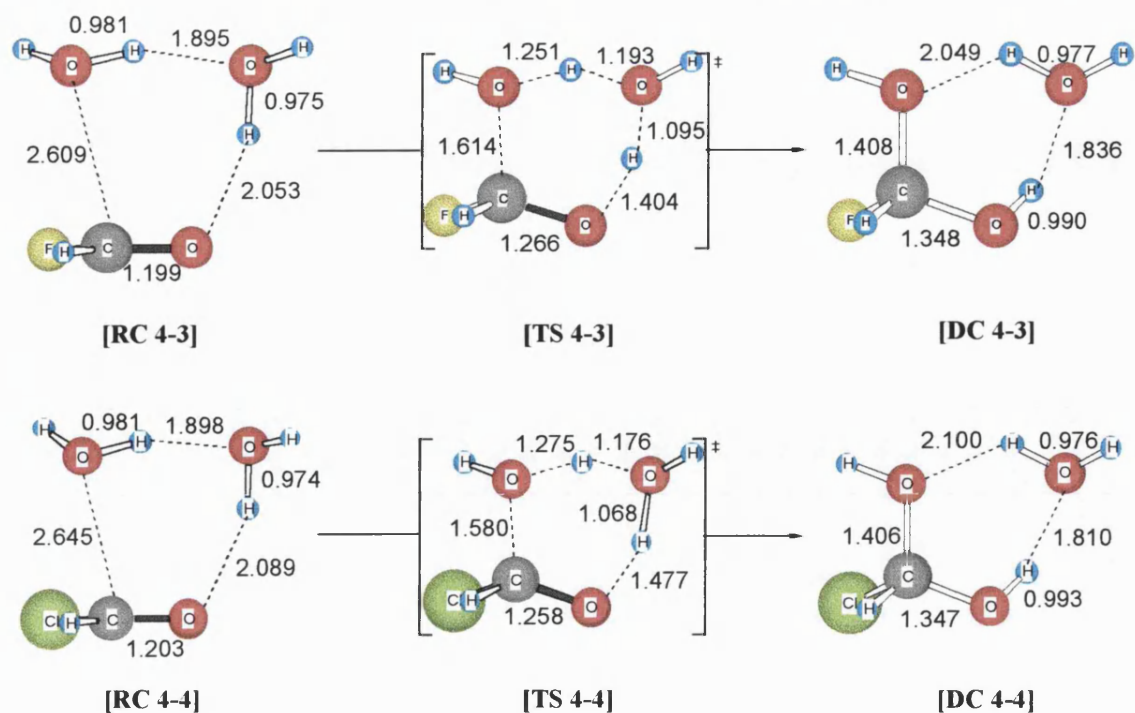 0.981
1.895
H
H
O
O
H
0.975
H
2.609
2.053
F
H
C
O
1.199
[RC 4-3]
1.251
1.193
‡
H
O
H
O
H
1.095
1.614
H
1.404
F
H
C
O
1.266
[TS 4-3]
2.049
0.977
H
H
H
O
O
1.408
1.836
C
H
F
H
O
0.990
1.348
[DC 4-3]
0.981
1.898
H
H
O
O
H
0.974
H
2.645
2.089
Cl
H
C
O
1.203
[RC 4-4]
1.275
1.176
‡
H
O
H
O
H
1.068
1.580
H
1.477
Cl
H
C
O
1.258
[TS 4-4]
2.100
0.976
H
H
H
O
O
1.406
1.810
C
H
Cl
H
O
0.993
1.347
[DC 4-4]